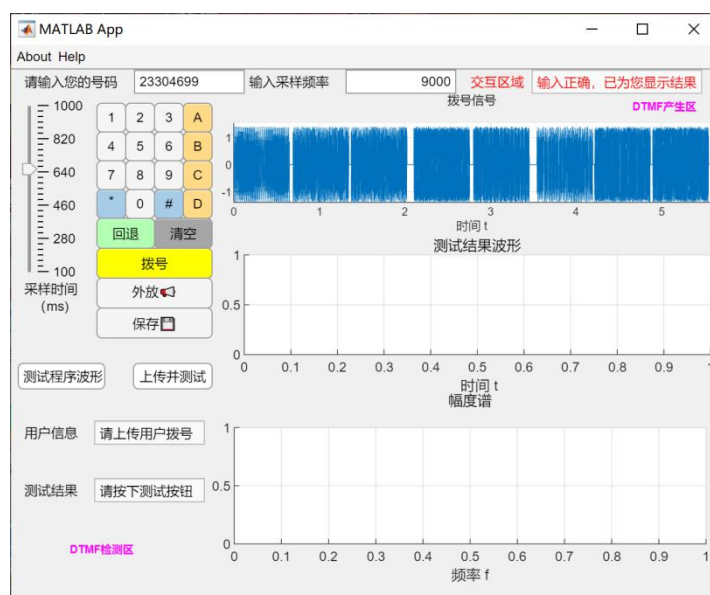 MATLAB App
About Help
请输入您的号码 23304699 输入采样频率 9000 交互区域 输入正确，已为您显示结果
拨号信号 DTMF产生区
1000
820
640
460
280
100
采样时间
(ms)
1 2 3 A
4 5 6 B
7 8 9 C
* 0 # D
回退 清空
拨号
外放
保存
1
0
-1
0 1 2 3 4 5
时间 t
测试结果波形
1
0.5
0
0 0.1 0.2 0.3 0.4 0.5 0.6 0.7 0.8 0.9 1
时间 t
测试程序波形 上传并测试
幅度谱
用户信息 请上传用户拨号
测试结果 请按下测试按钮
DTMF检测区
1
0.5
0
0 0.1 0.2 0.3 0.4 0.5 0.6 0.7 0.8 0.9 1
频率 f